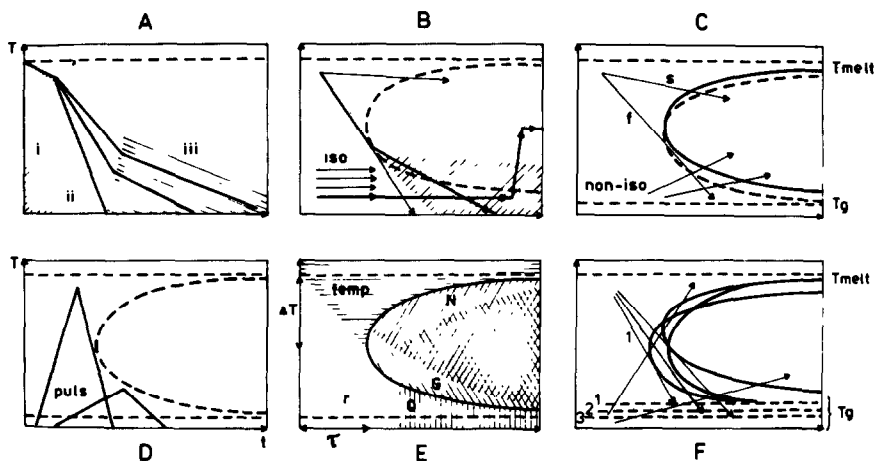 A B C
T
i
ii
iii
iso
s
f
non-iso
Tmelt
Tg
T
puls
t
ΔT
temp
N
G
Q
r
τ
1
3 2 1
Tmelt
Tg
D E F